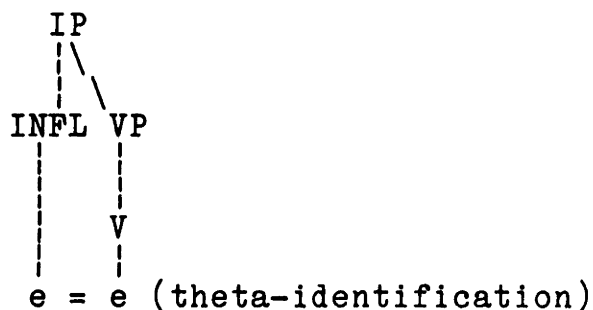 IP
INFL VP
V
e = e (theta-identification)